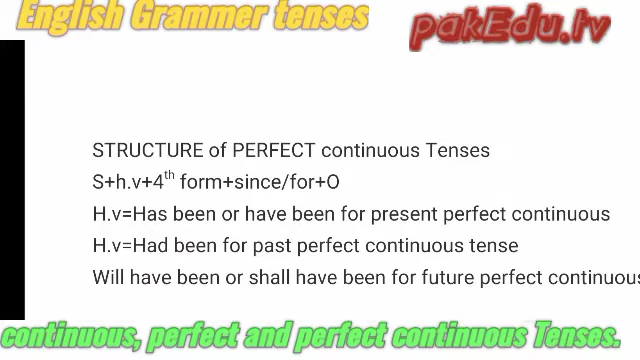 English Grammer tenses
pakEdu.tv
STRUCTURE of PERFECT continuous Tenses
S+h.v+4th form+since/for+O
H.v=Has been or have been for present perfect continuous
H.v=Had been for past perfect continuous tense
Will have been or shall have been for future perfect continuous
continuous, perfect and perfect continuous Tenses.